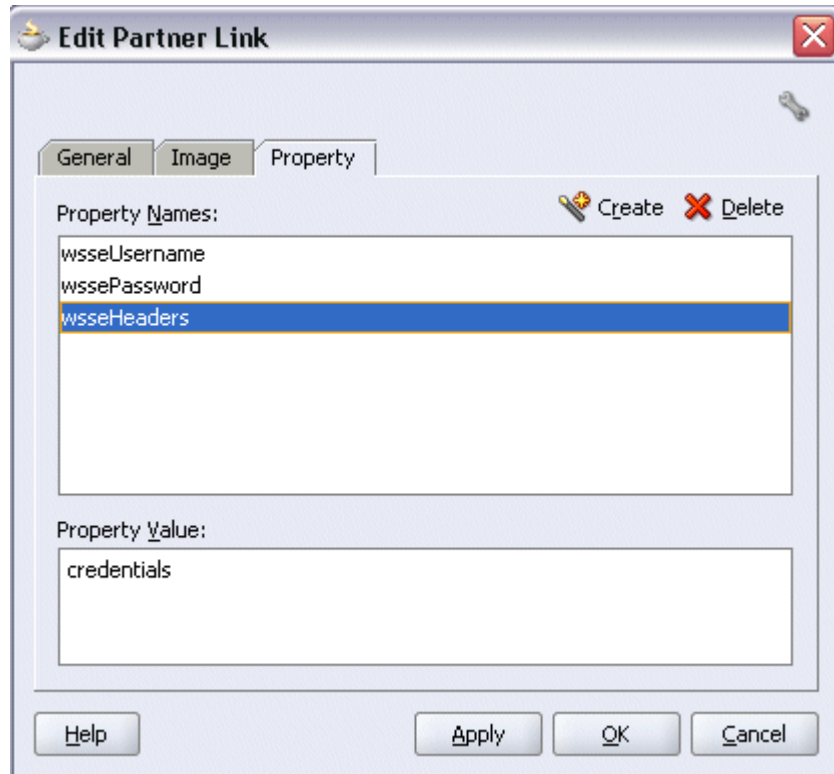 Edit Partner Link
General Image Property
Property Names: Create Delete
wsseUsername
wssePassword
wsseHeaders
Property Value:
credentials
Help Apply OK Cancel